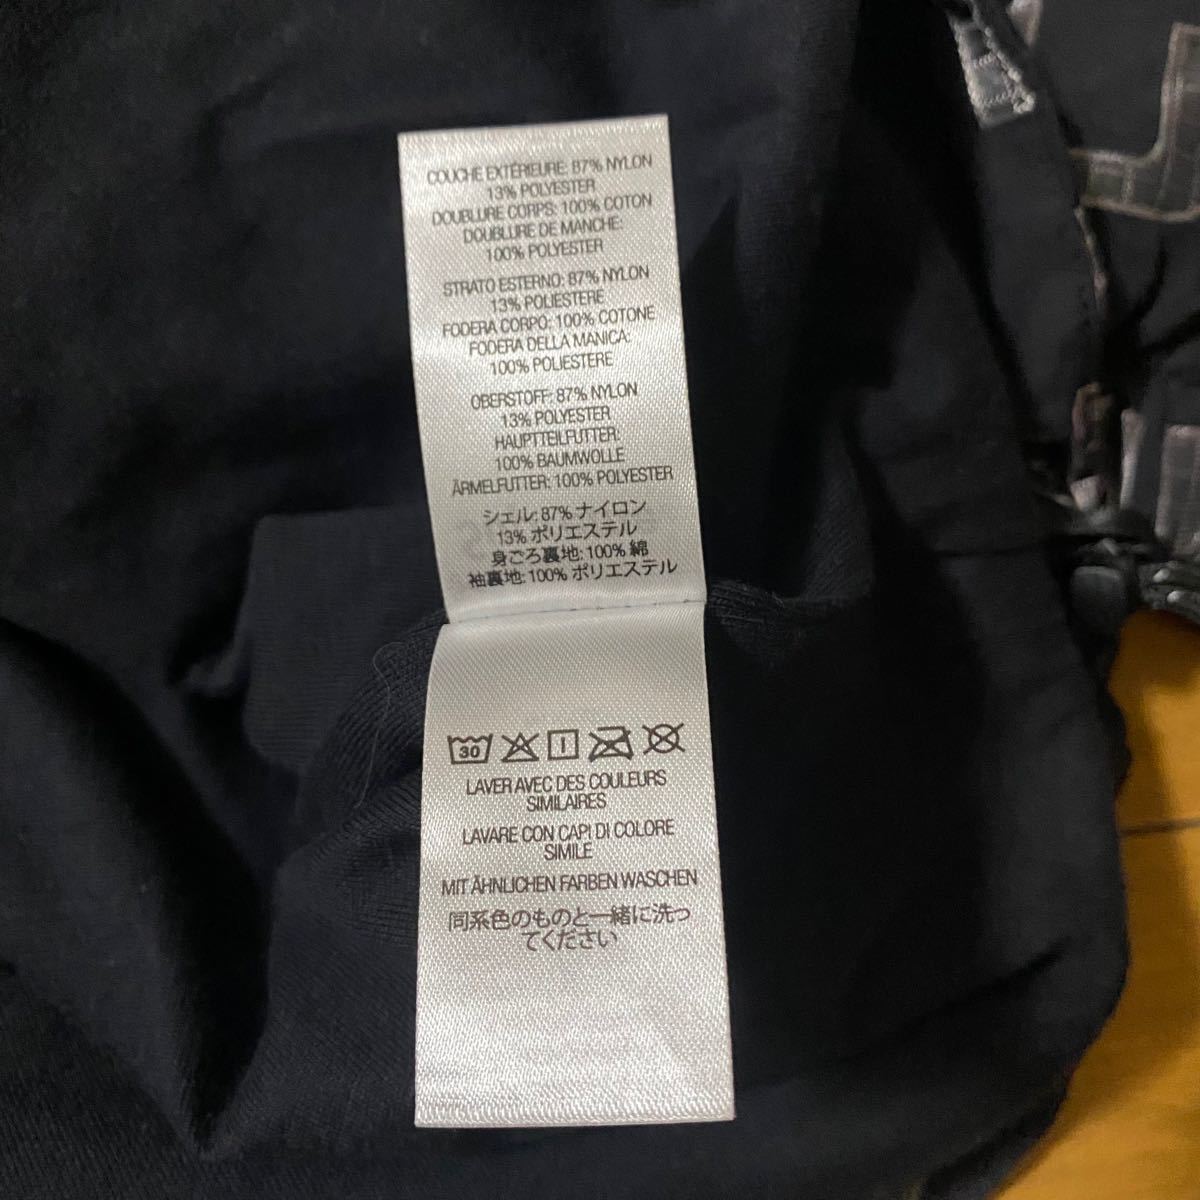 COUCHE EXTÉRIEURE: 87% NYLON
13% POLYESTER
DOUBLURE CORPS: 100% COTON
DOUBLURE DE MANCHE:
100% POLYESTER
STRATO ESTERNO: 87% NYLON
13% POLIESTERE
FODERA CORPO: 100% COTONE
FODERA DELLA MANICA:
100% POLIESTERE
OBERSTOFF: 87% NYLON
13% POLYESTER
HAUPTTEILFUTTER:
100% BAUMWOLLE
ÄRMELFUTTER: 100% POLYESTER
シェル: 87% ナイロン
13% ポリエステル
身ごろ裏地: 100% 綿
袖裏地: 100% ポリエステル
30
LAVER AVEC DES COULEURS
SIMILAIRES
LAVARE CON CAPI DI COLORE
SIMILE
MIT ÄHNLICHEN FARBEN WASCHEN
同系色のものと一緒に洗っ
てください